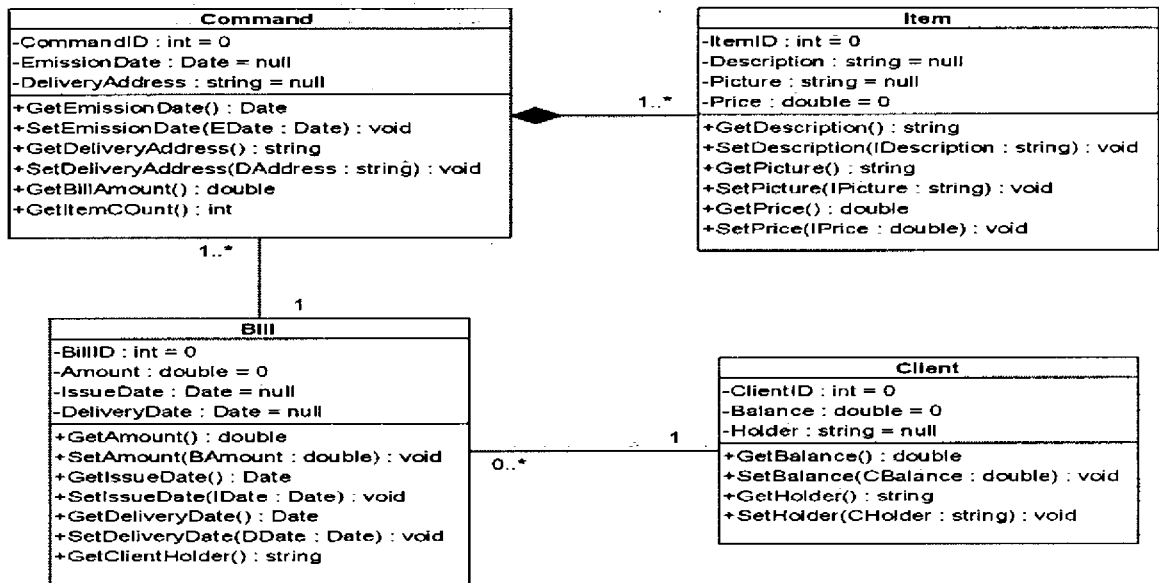 Command
-CommandID : int = 0
-EmissionDate : Date = null
-DeliveryAddress : string = null
+GetEmissionDate() : Date
+SetEmissionDate(EDate : Date) : void
+GetDeliveryAddress() : string
+SetDeliveryAddress(DAddress : string) : void
+GetBillAmount() : double
+GetItemCOunt() : int
1..*
Item
-ItemID : int = 0
-Description : string = null
-Picture : string = null
-Price : double = 0
+GetDescription() : string
+SetDescription(IDescription : string) : void
+GetPicture() : string
+SetPicture(IPicture : string) : void
+GetPrice() : double
+SetPrice(IPrice : double) : void
1..*
1
Bill
-BillID : int = 0
-Amount : double = 0
-IssueDate : Date = null
-DeliveryDate : Date = null
+GetAmount() : double
+SetAmount(BAmount : double) : void
+GetIssueDate() : Date
+SetIssueDate(IDate : Date) : void
+GetDeliveryDate() : Date
+SetDeliveryDate(DDate : Date) : void
+GetClientHolder() : string
0..*
1
Client
-ClientID : int = 0
-Balance : double = 0
-Holder : string = null
+GetBalance() : double
+SetBalance(CBalance : double) : void
+GetHolder() : string
+SetHolder(CHolder : string) : void